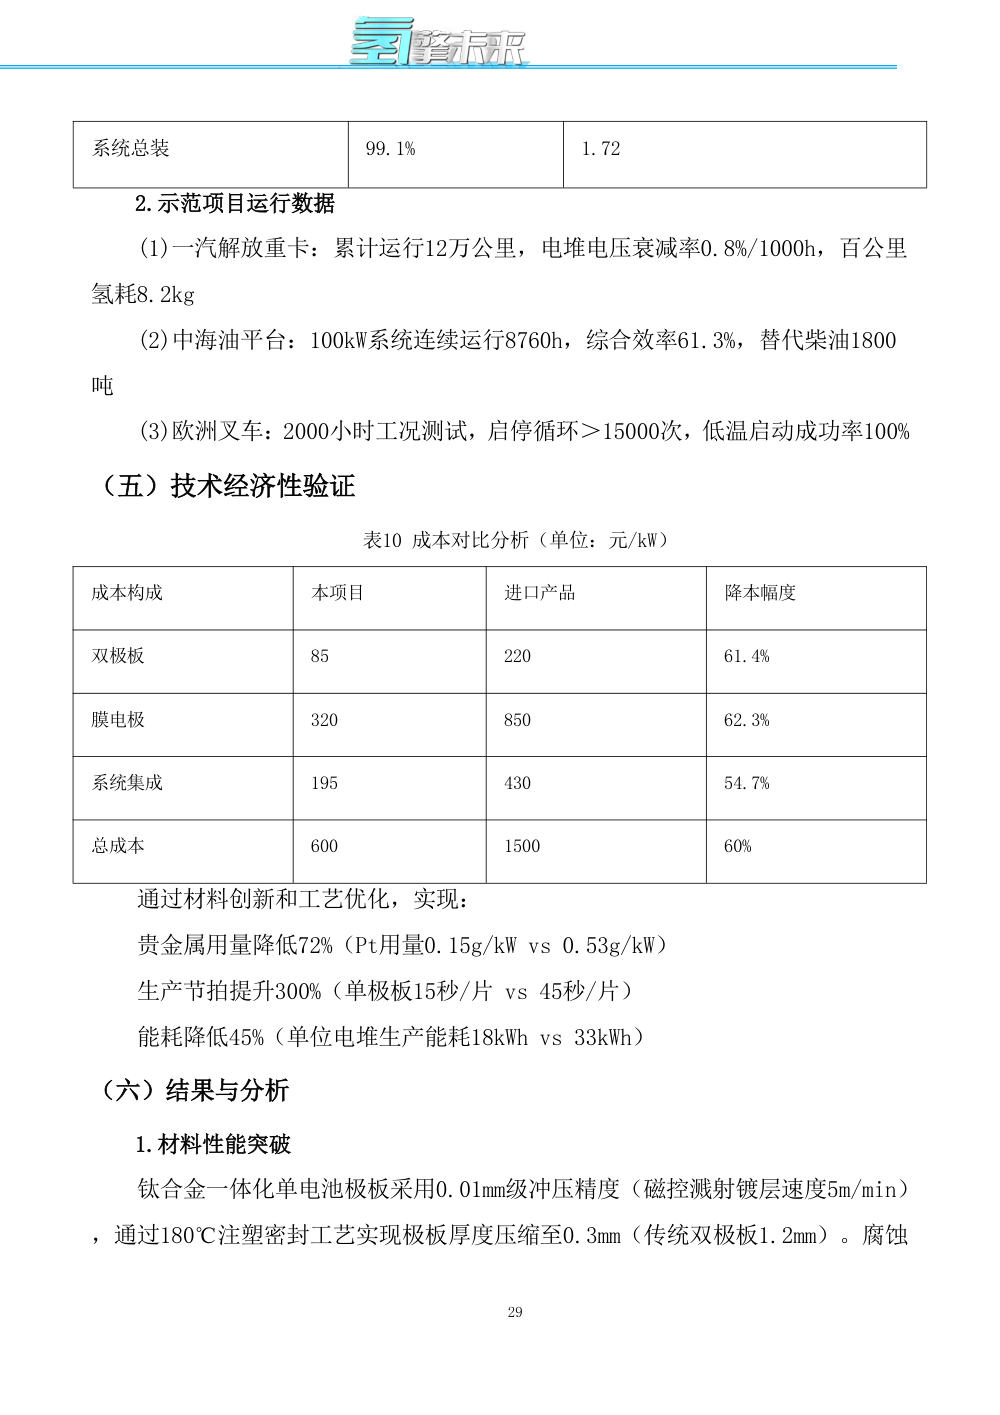 氢擎未来
系统总装 99.1% 1.72
2.示范项目运行数据
(1)一汽解放重卡：累计运行12万公里，电堆电压衰减率0.8%/1000h，百公里
氢耗8.2kg
(2)中海油平台：100kW系统连续运行8760h，综合效率61.3%，替代柴油1800
吨
(3)欧洲叉车：2000小时工况测试，启停循环＞15000次，低温启动成功率100%
（五）技术经济性验证
表10 成本对比分析（单位：元/kW）
成本构成 本项目 进口产品 降本幅度
双极板 85 220 61.4%
膜电极 320 850 62.3%
系统集成 195 430 54.7%
总成本 600 1500 60%
通过材料创新和工艺优化，实现：
贵金属用量降低72%（Pt用量0.15g/kW vs 0.53g/kW）
生产节拍提升300%（单极板15秒/片 vs 45秒/片）
能耗降低45%（单位电堆生产能耗18kWh vs 33kWh）
（六）结果与分析
1.材料性能突破
钛合金一体化单电池极板采用0.01mm级冲压精度（磁控溅射镀层速度5m/min）
，通过180℃注塑密封工艺实现极板厚度压缩至0.3mm（传统双极板1.2mm）。腐蚀
29